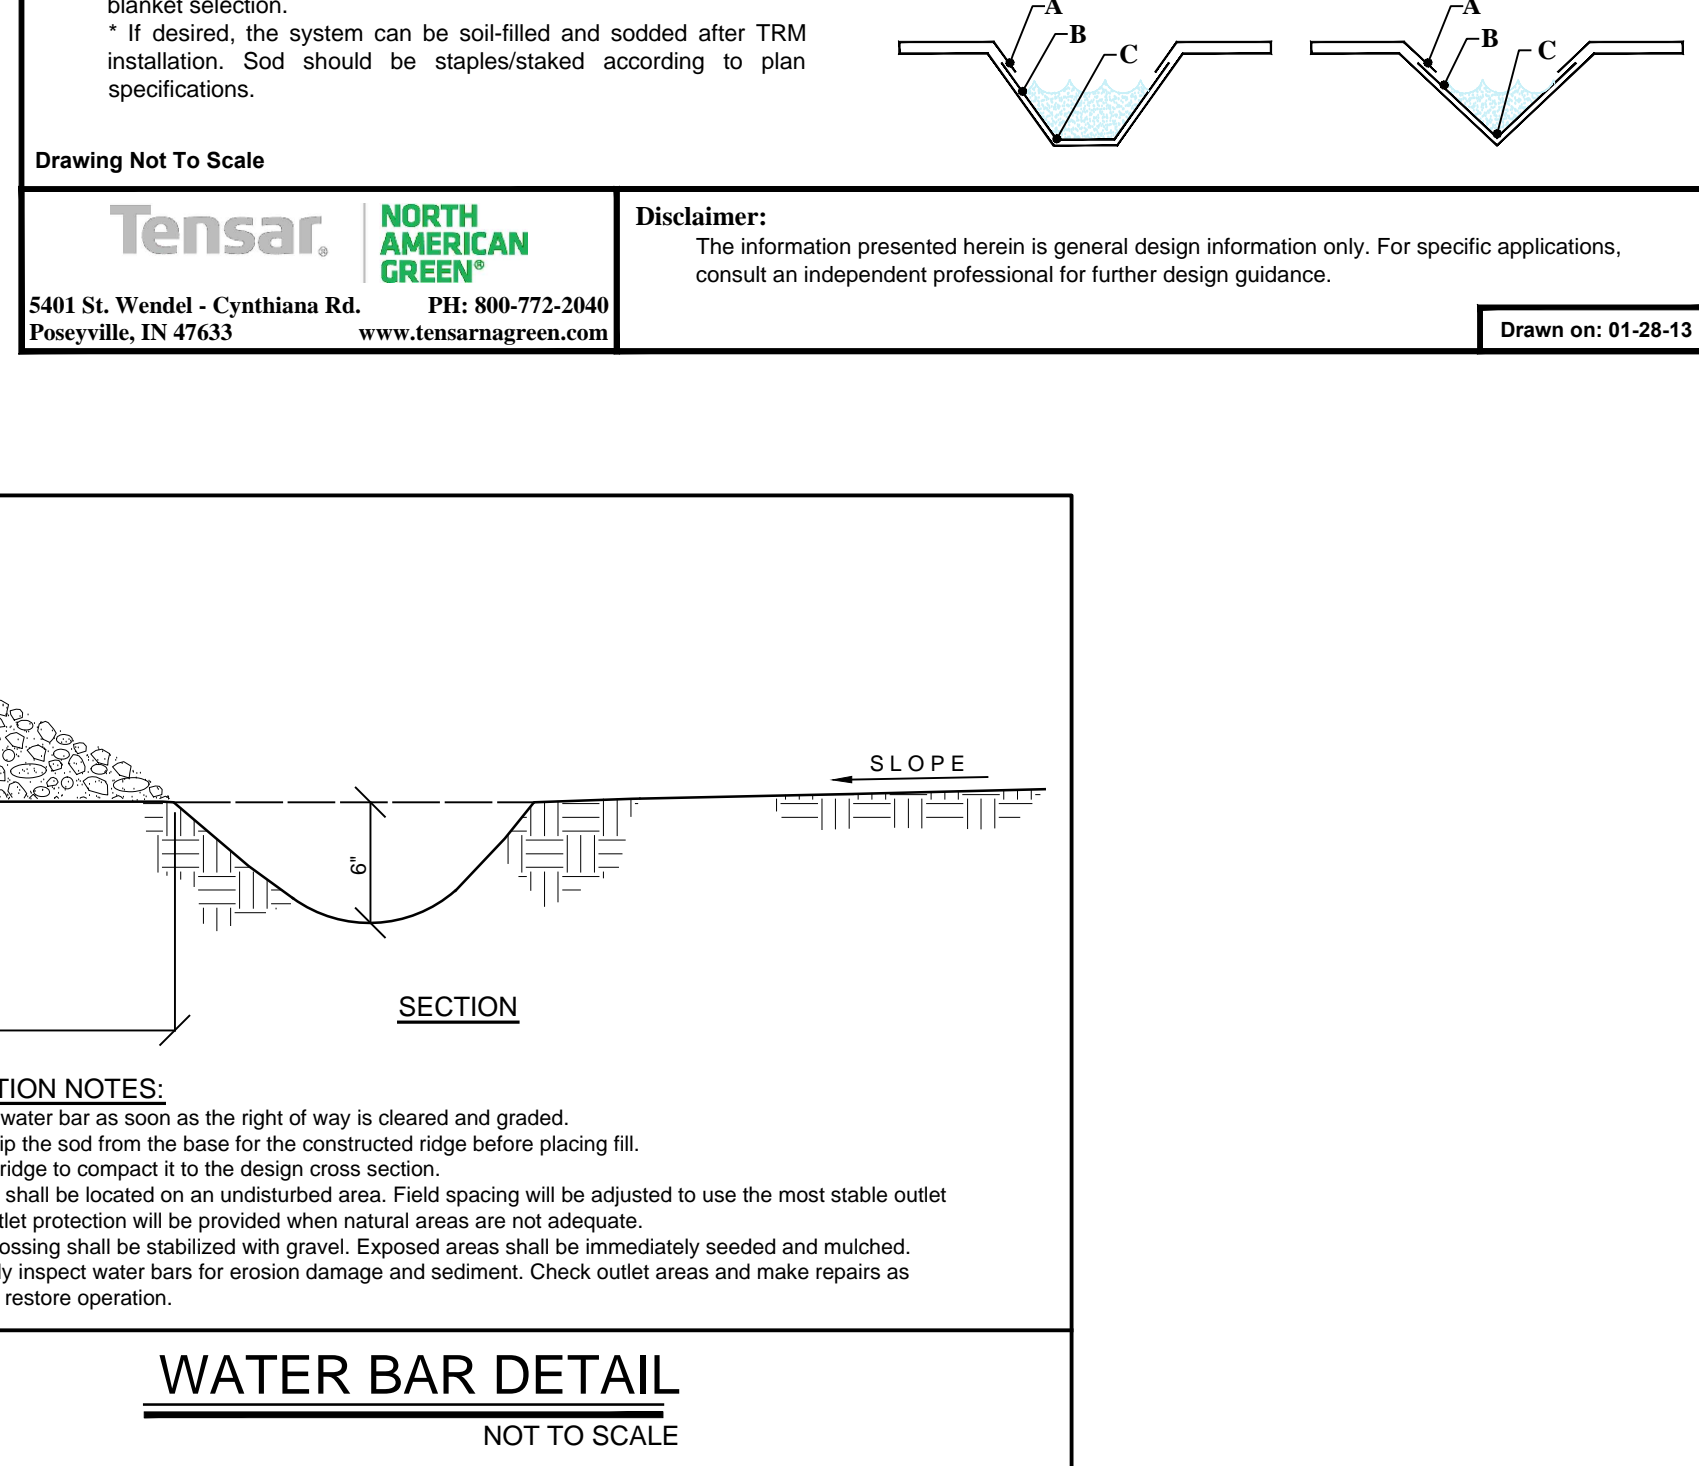 blanket selection.
* If desired, the system can be soil-filled and sodded after TRM
installation. Sod should be staples/staked according to plan
specifications.
A
B
C
A
B
C
Drawing Not To Scale
Tensar®
NORTH
AMERICAN
GREEN®
5401 St. Wendel - Cynthiana Rd. PH: 800-772-2040
Poseyville, IN 47633 www.tensarnagreen.com
Disclaimer:
The information presented herein is general design information only. For specific applications,
consult an independent professional for further design guidance.
Drawn on: 01-28-13
SLOPE
6"
SECTION
TION NOTES:
water bar as soon as the right of way is cleared and graded.
ip the sod from the base for the constructed ridge before placing fill.
ridge to compact it to the design cross section.
shall be located on an undisturbed area. Field spacing will be adjusted to use the most stable outlet
tlet protection will be provided when natural areas are not adequate.
ossing shall be stabilized with gravel. Exposed areas shall be immediately seeded and mulched.
ly inspect water bars for erosion damage and sediment. Check outlet areas and make repairs as
restore operation.
WATER BAR DETAIL
NOT TO SCALE